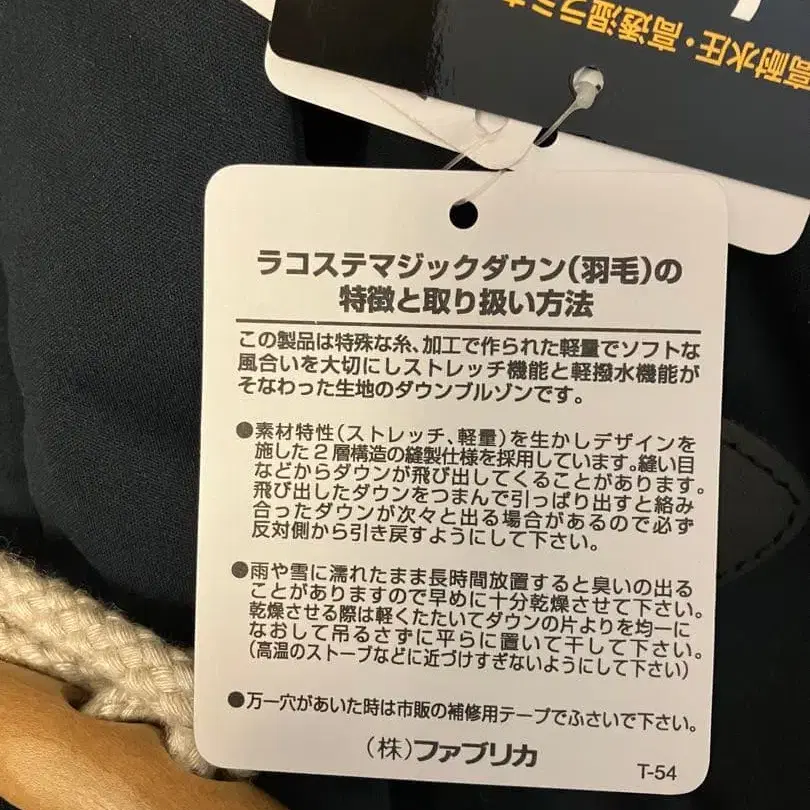 高耐水圧・高透湿ラミ
ラコステマジックダウン(羽毛)の
特徴と取り扱い方法
この製品は特殊な糸、加工で作られた軽量でソフトな
風合いを大切にしストレッチ機能と軽撥水機能が
そなわった生地のダウンブルゾンです。
●素材特性(ストレッチ、軽量)を生かしデザインを
施した2層構造の縫製仕様を採用しています。縫い目
などからダウンが飛び出してくることがあります。
飛び出したダウンをつまんで引っぱり出すと絡み
合ったダウンが次々と出る場合があるので必ず
反対側から引き戻すようにして下さい。
●雨や雪に濡れたまま長時間放置すると臭いの出る
ことがありますので早めに十分乾燥させて下さい。
乾燥させる際は軽くたたいてダウンの片よりを均一に
なおして吊るさずに平らに置いて干して下さい。
(高温のストーブなどに近づけすぎないようにして下さい)
●万一穴があいた時は市販の補修用テープでふさいで下さい。
(株)ファブリカ
T-54